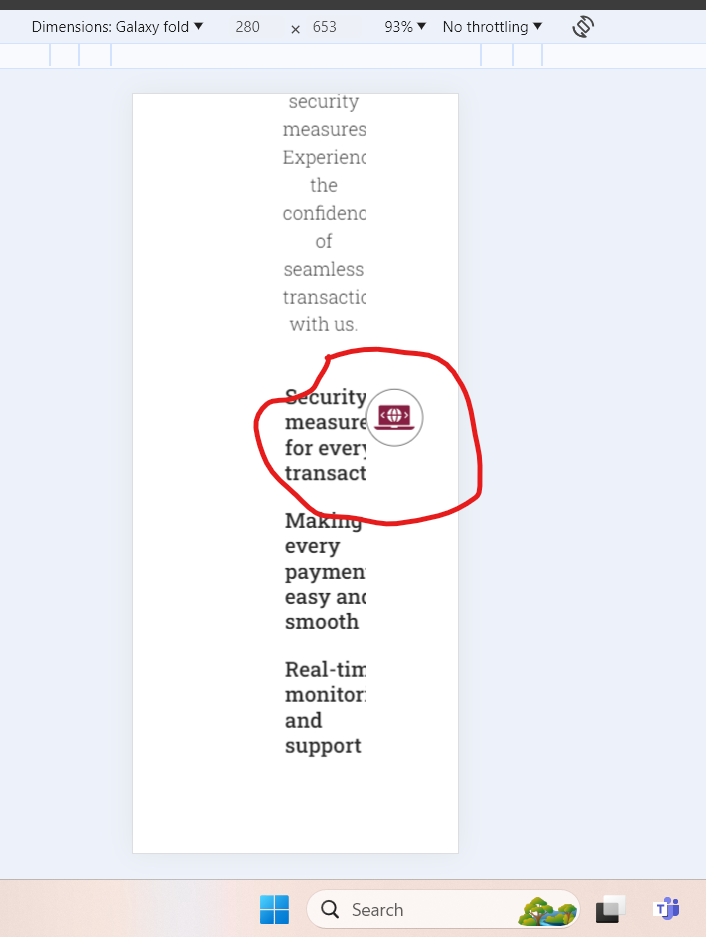 Dimensions: Galaxy fold 280 × 653 93% No throttling
security
measures
Experienc
the
confidenc
of
seamless
transactic
with us.
Security
measure
for every
transact
Making
every
paymen
easy and
smooth
Real-tim
monitor
and
support
Search